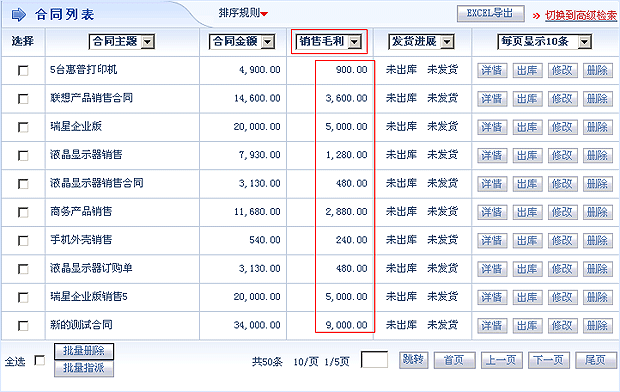 合同列表 排序规则 EXCEL导出 » 切换到高级检索
选择 合同主题 合同金额 销售毛利 发货进展 每页显示10条
5台惠普打印机 4,900.00 900.00 未出库 未发货 详情 出库 修改 删除
联想产品销售合同 14,600.00 3,600.00 未出库 未发货 详情 出库 修改 删除
瑞星企业版 20,000.00 5,000.00 未出库 未发货 详情 出库 修改 删除
液晶显示器销售 7,930.00 1,280.00 未出库 未发货 详情 出库 修改 删除
液晶显示器销售合同 3,130.00 480.00 未出库 未发货 详情 出库 修改 删除
商务产品销售 11,680.00 2,880.00 未出库 未发货 详情 出库 修改 删除
手机外壳销售 540.00 240.00 未出库 未发货 详情 出库 修改 删除
液晶显示器订购单 3,130.00 480.00 未出库 未发货 详情 出库 修改 删除
瑞星企业版销售5 20,000.00 5,000.00 未出库 未发货 详情 出库 修改 删除
新的测试合同 34,000.00 9,000.00 未出库 未发货 详情 出库 修改 删除
全选 批量删除 共50条 10/页 1/5页 跳转 首页 上一页 下一页 尾页
批量指派